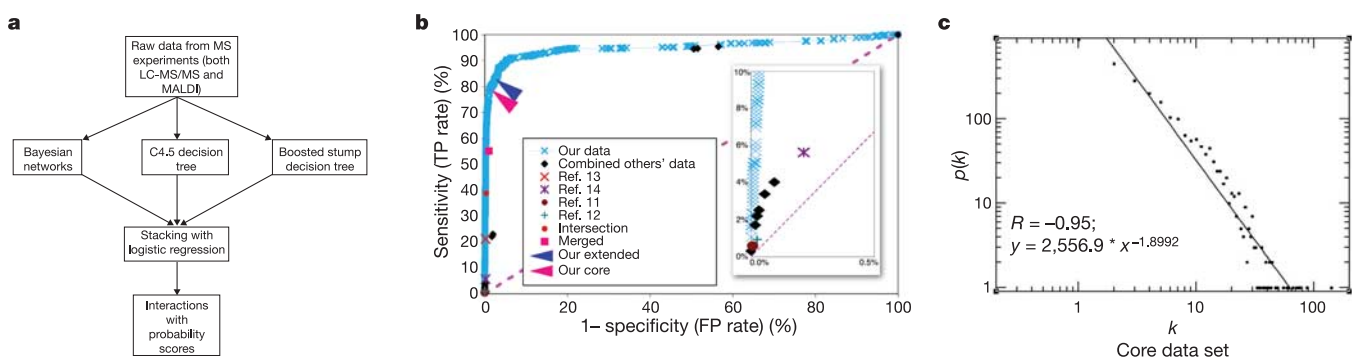 a
Raw data from MS
experiments (both
LC-MS/MS and
MALDI)
Bayesian
networks
C4.5 decision
tree
Boosted stump
decision tree
Stacking with
logistic regression
Interactions with
probability
scores
b
Sensitivity (TP rate) (%)
100
90
80
70
60
50
40
30
20
10
0
0
20
40
60
80
100
1– specificity (FP rate) (%)
Our data
Combined others' data
Ref. 13
Ref. 14
Ref. 11
Ref. 12
Intersection
Merged
Our extended
Our core
10%
8%
6%
4%
2%
0%
0.0%
0.5%
c
p(k)
100
10
1
R = –0.95;
y = 2,556.9 * x–1.8992
1
10
100
k
Core data set